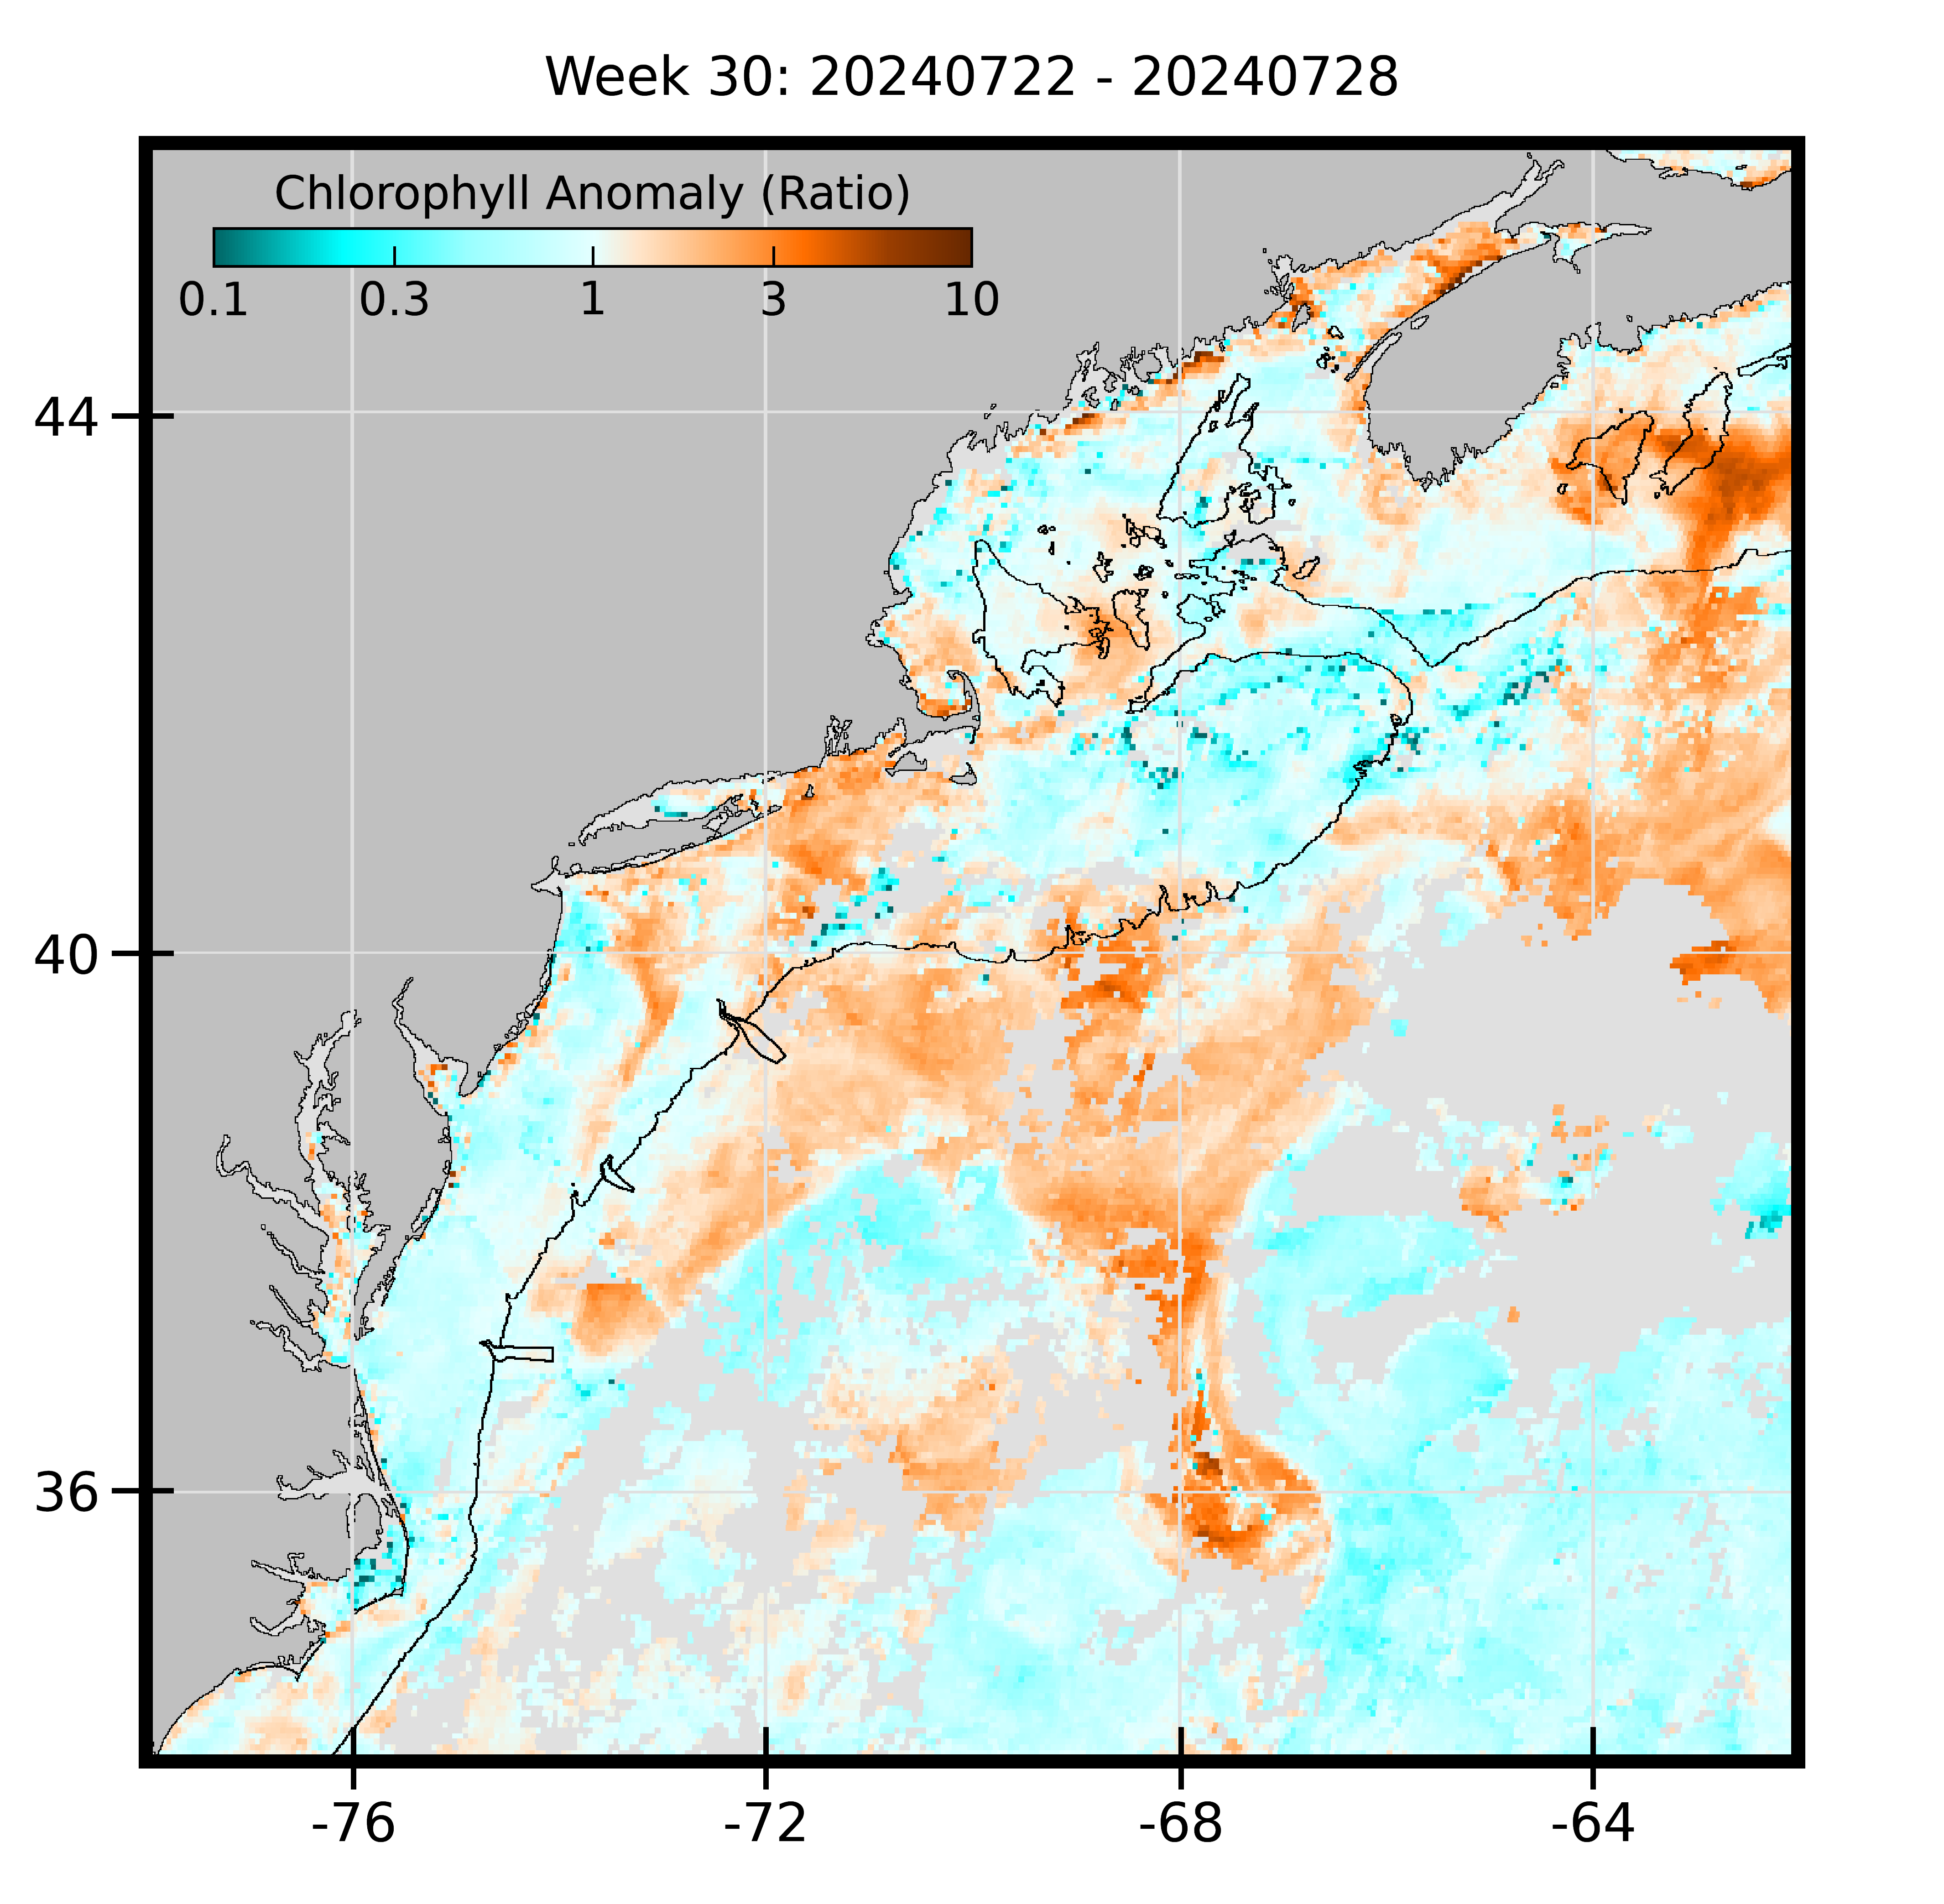 Week 30: 20240722 - 20240728
Chlorophyll Anomaly (Ratio)
0.1 0.3 1 3 10
44
40
36
-76 -72 -68 -64